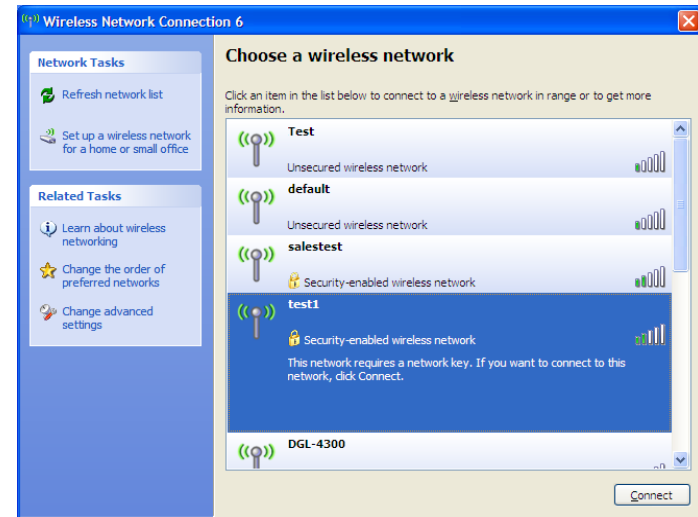 Wireless Network Connection 6
Network Tasks
Refresh network list
Set up a wireless network
for a home or small office
Related Tasks
Learn about wireless
networking
Change the order of
preferred networks
Change advanced
settings
Choose a wireless network
Click an item in the list below to connect to a wireless network in range or to get more
information.
Test
Unsecured wireless network
default
Unsecured wireless network
salestest
Security-enabled wireless network
test1
Security-enabled wireless network
This network requires a network key. If you want to connect to this
network, click Connect.
DGL-4300
Connect